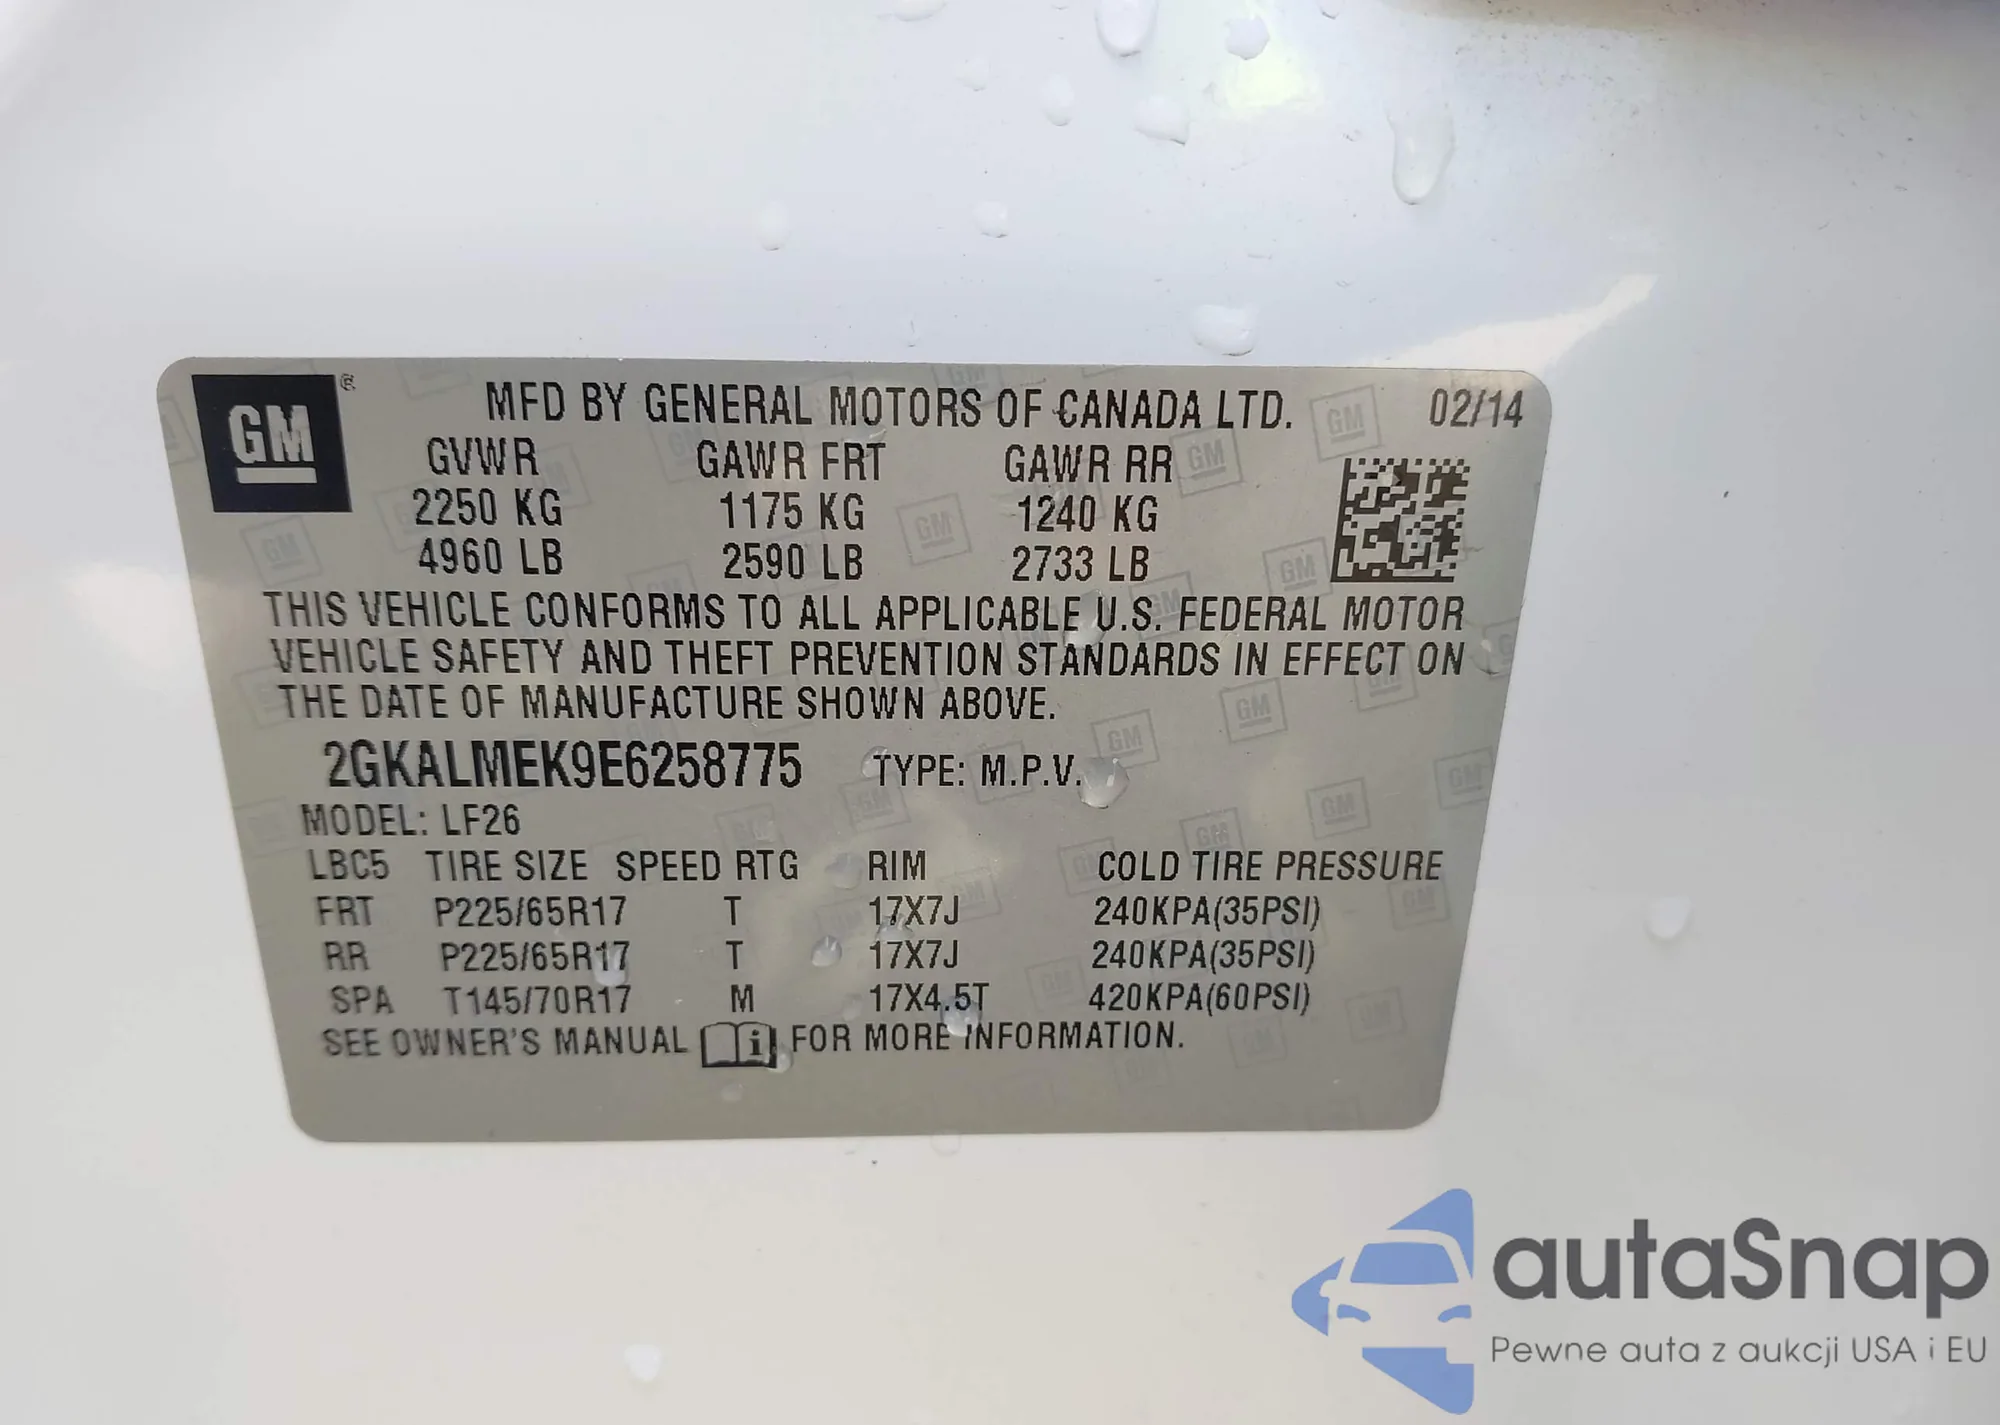 GM ® MFD BY GENERAL MOTORS OF CANADA LTD. 02/14
GVWR GAWR FRT GAWR RR
2250 KG 1175 KG 1240 KG
4960 LB 2590 LB 2733 LB
THIS VEHICLE CONFORMS TO ALL APPLICABLE U.S. FEDERAL MOTOR
VEHICLE SAFETY AND THEFT PREVENTION STANDARDS IN EFFECT ON
THE DATE OF MANUFACTURE SHOWN ABOVE.
2GKALMEK9E6258775 TYPE: M.P.V.
MODEL: LF26
LBC5 TIRE SIZE SPEED RTG RIM COLD TIRE PRESSURE
FRT P225/65R17 T 17X7J 240KPA(35PSI)
RR P225/65R17 T 17X7J 240KPA(35PSI)
SPA T145/70R17 M 17X4.5T 420KPA(60PSI)
SEE OWNER'S MANUAL i FOR MORE INFORMATION.
autaSnap
Pewne auta z aukcji USA i EU